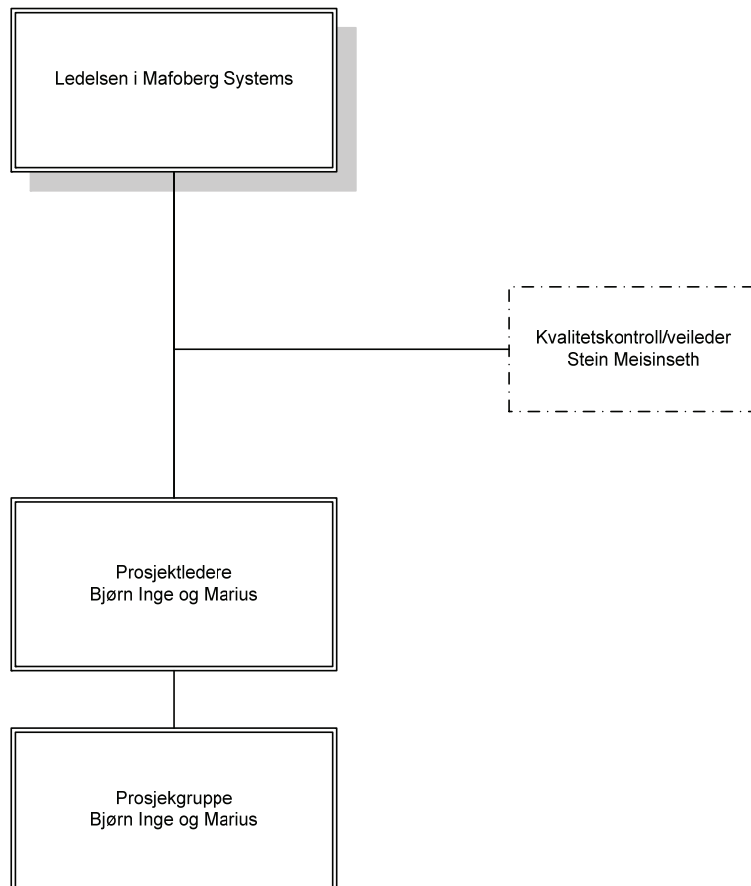 Ledelsen i Mafoberg Systems
Kvalitetskontroll/veileder
Stein Meisinseth
Prosjektledere
Bjørn Inge og Marius
Prosjekgruppe
Bjørn Inge og Marius